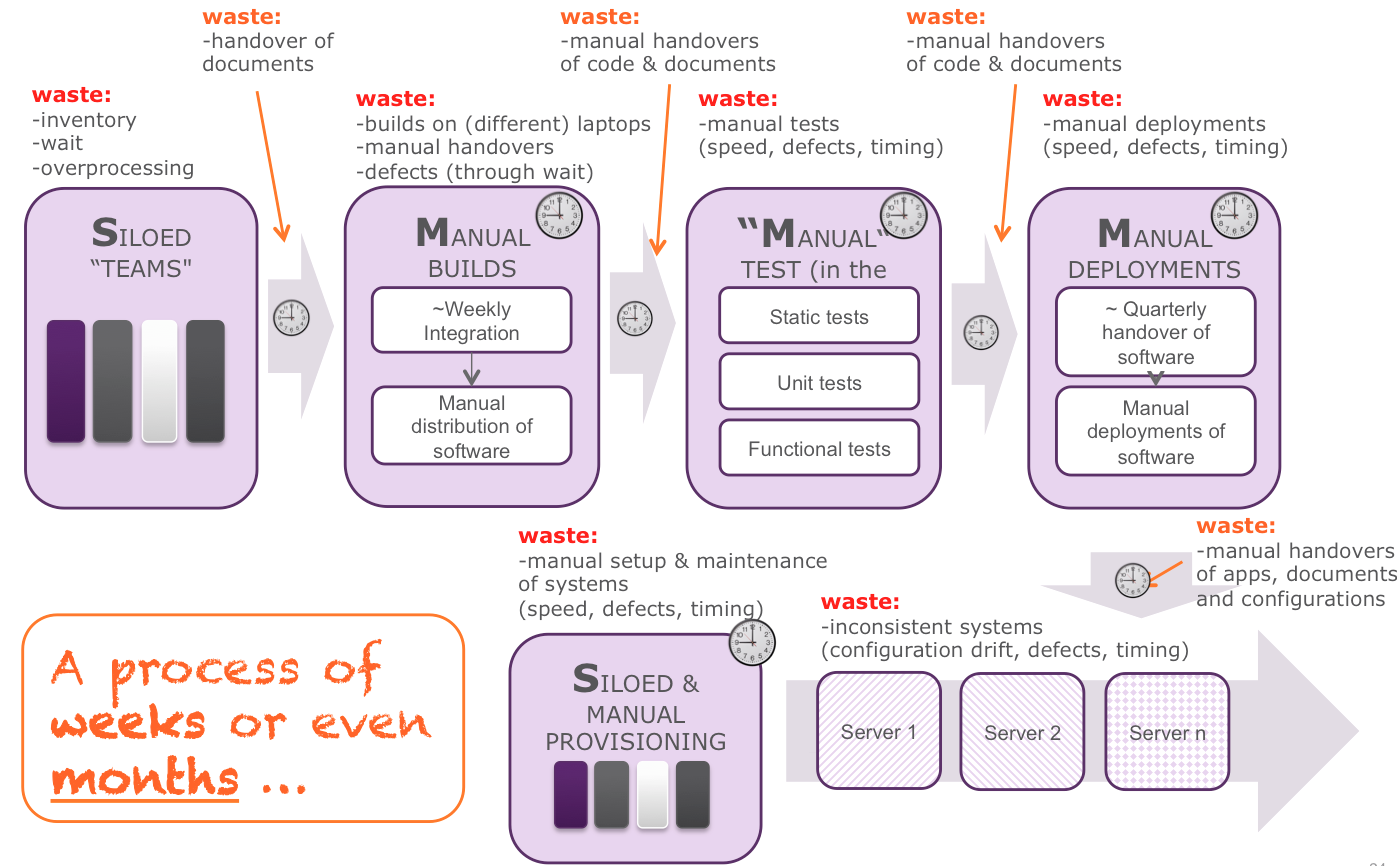 waste:
-handover of
documents
waste:
-manual handovers
of code & documents
waste:
-manual handovers
of code & documents
waste:
-inventory
-wait
-overprocessing
waste:
-builds on (different) laptops
-manual handovers
-defects (through wait)
waste:
-manual tests
(speed, defects, timing)
waste:
-manual deployments
(speed, defects, timing)
SILOED
“TEAMS"
MANUAL
BUILDS
~Weekly
Integration
Manual
distribution of
software
“MANUAL“
TEST (in the
Static tests
Unit tests
Functional tests
MANUAL
DEPLOYMENTS
~ Quarterly
handover of
software
Manual
deployments of
software
waste:
-manual handovers
of apps, documents
and configurations
waste:
-manual setup & maintenance
of systems
(speed, defects, timing)
waste:
-inconsistent systems
(configuration drift, defects, timing)
A process of
weeks or even
months ...
SILOED &
MANUAL
PROVISIONING
Server 1
Server 2
Server n